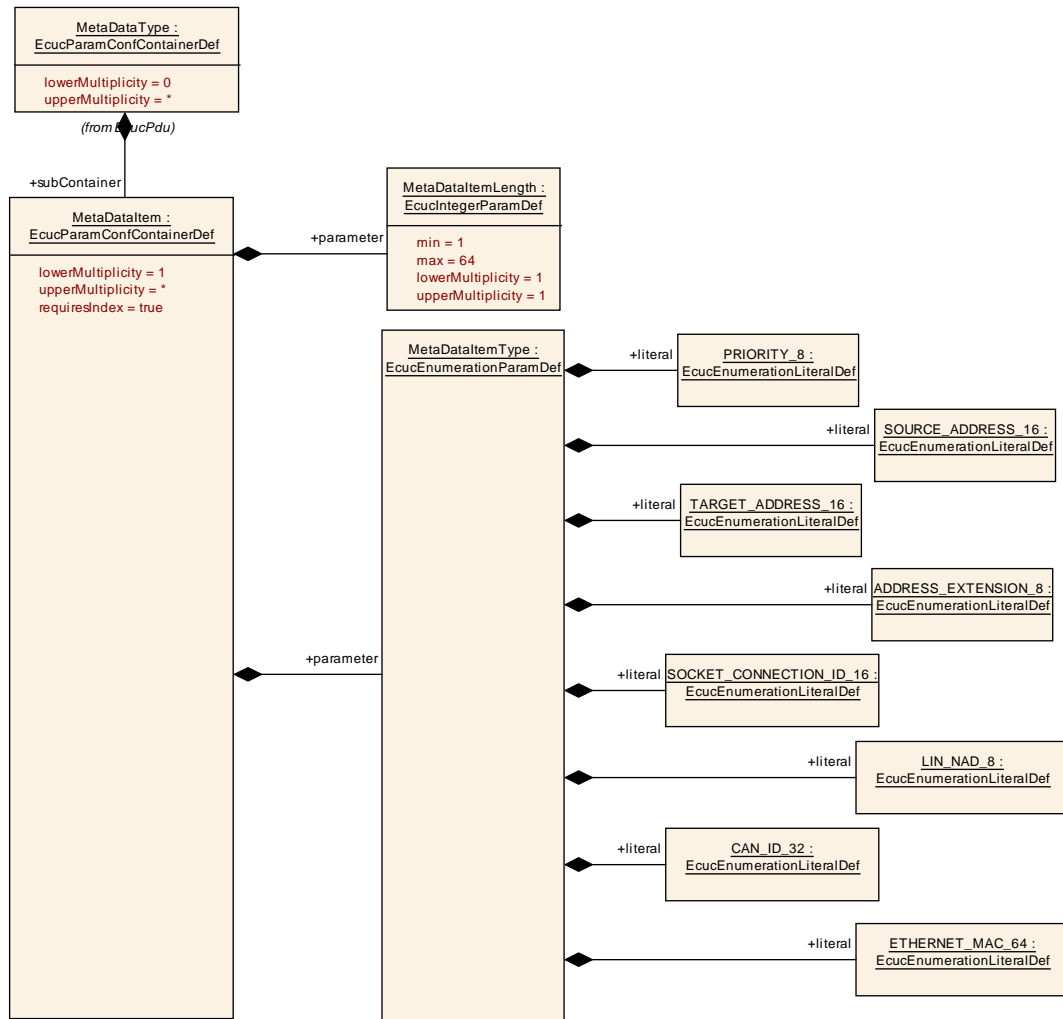 MetaDataType :
EcucParamConfContainerDef
lowerMultiplicity = 0
upperMultiplicity = *
(from EcucPdu)
+subContainer
MetaDataItem :
EcucParamConfContainerDef
lowerMultiplicity = 1
upperMultiplicity = *
requiresIndex = true
+parameter
MetaDataItemLength :
EcucIntegerParamDef
min = 1
max = 64
lowerMultiplicity = 1
upperMultiplicity = 1
+parameter
MetaDataItemType :
EcucEnumerationParamDef
+literal
PRIORITY_8 :
EcucEnumerationLiteralDef
+literal
SOURCE_ADDRESS_16 :
EcucEnumerationLiteralDef
+literal
TARGET_ADDRESS_16 :
EcucEnumerationLiteralDef
+literal
ADDRESS_EXTENSION_8 :
EcucEnumerationLiteralDef
+literal
SOCKET_CONNECTION_ID_16 :
EcucEnumerationLiteralDef
+literal
LIN_NAD_8 :
EcucEnumerationLiteralDef
+literal
CAN_ID_32 :
EcucEnumerationLiteralDef
+literal
ETHERNET_MAC_64 :
EcucEnumerationLiteralDef